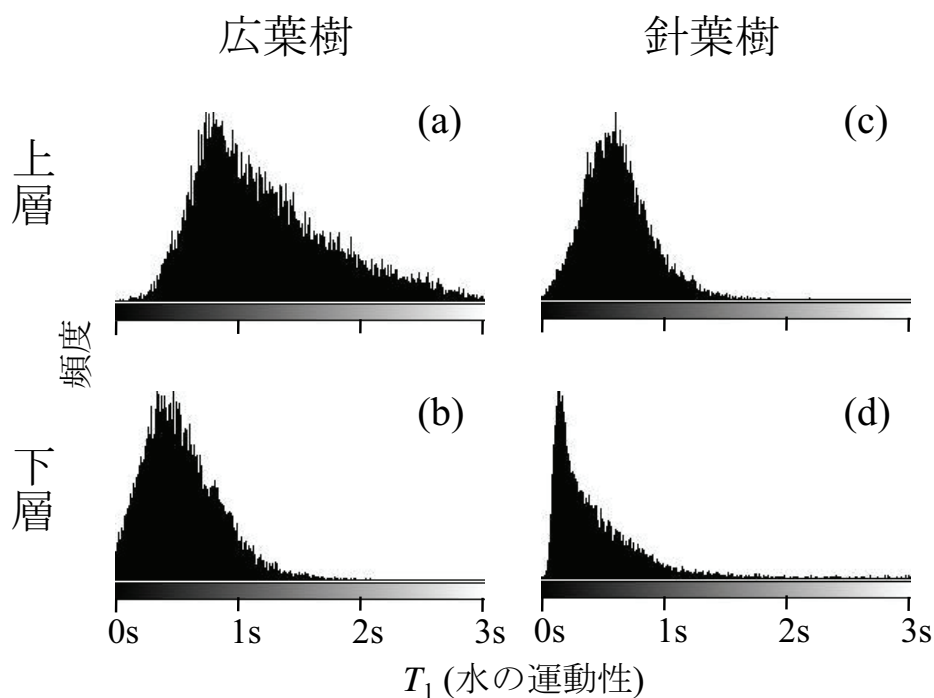 広葉樹
針葉樹
上層
(a)
(c)
頻度
下層
(b)
(d)
0s 1s 2s 3s
0s 1s 2s 3s
T1 (水の運動性)